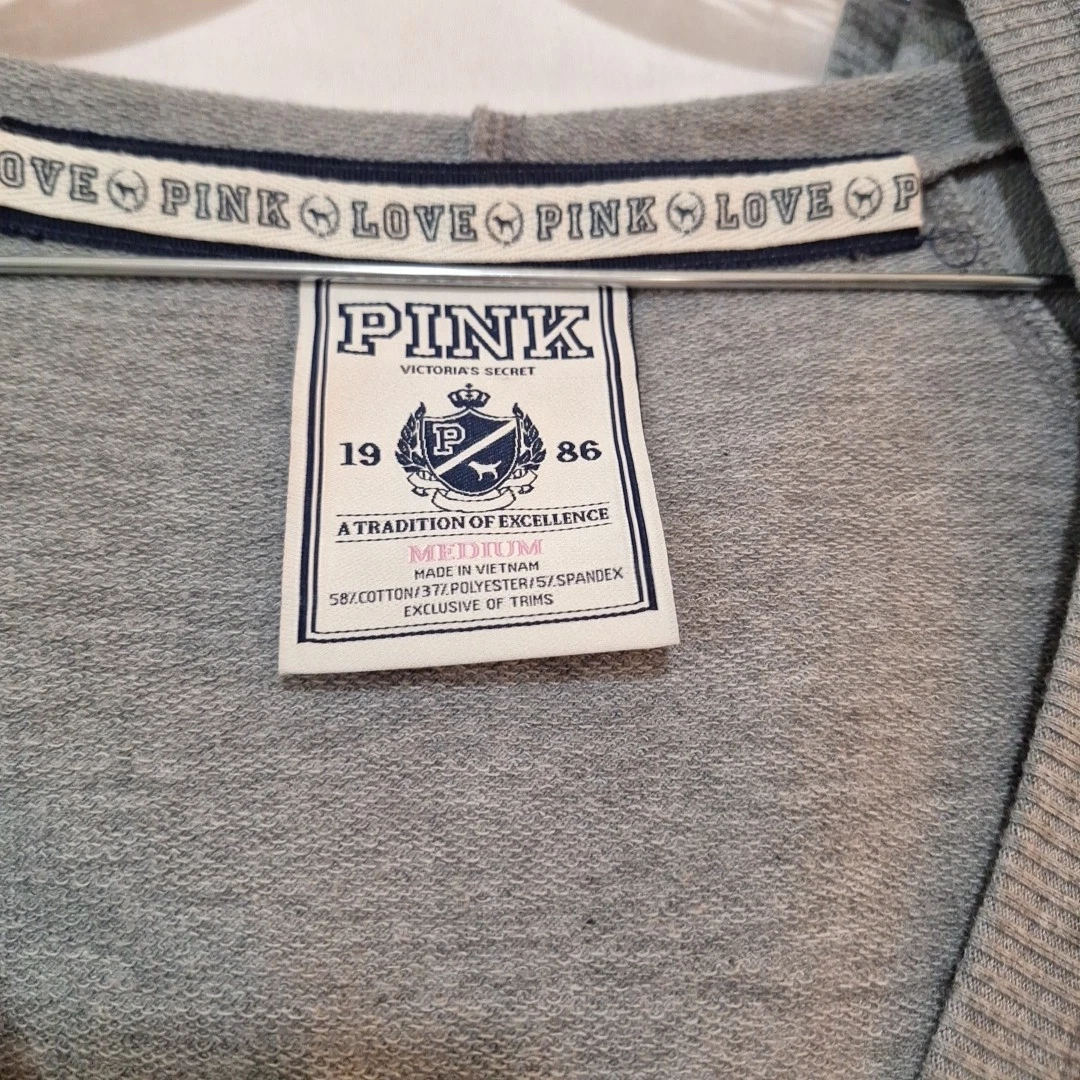 OVE PINK LOVE PINK LOVE P
PINK
VICTORIA'S SECRET
P
19 86
A TRADITION OF EXCELLENCE
MEDIUM
MADE IN VIETNAM
58%COTTON/37%POLYESTER/5%SPANDEX
EXCLUSIVE OF TRIMS